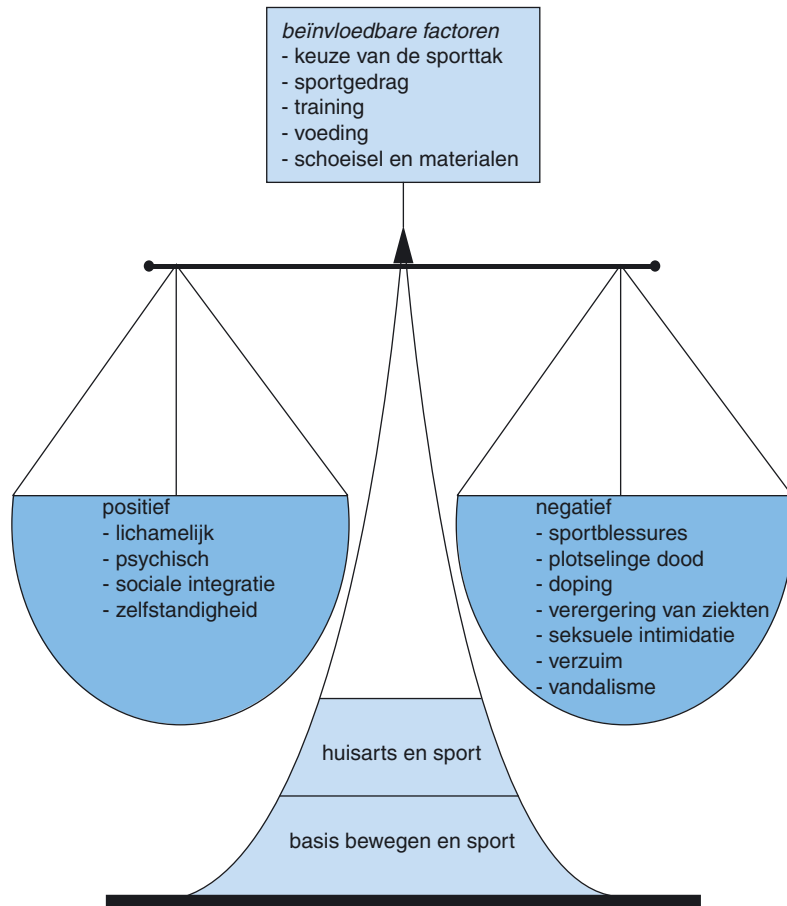 beïnvloedbare factoren
- keuze van de sporttak
- sportgedrag
- training
- voeding
- schoeisel en materialen
positief
- lichamelijk
- psychisch
- sociale integratie
- zelfstandigheid
negatief
- sportblessures
- plotselinge dood
- doping
- verergering van ziekten
- seksuele intimidatie
- verzuim
- vandalisme
huisarts en sport
basis bewegen en sport